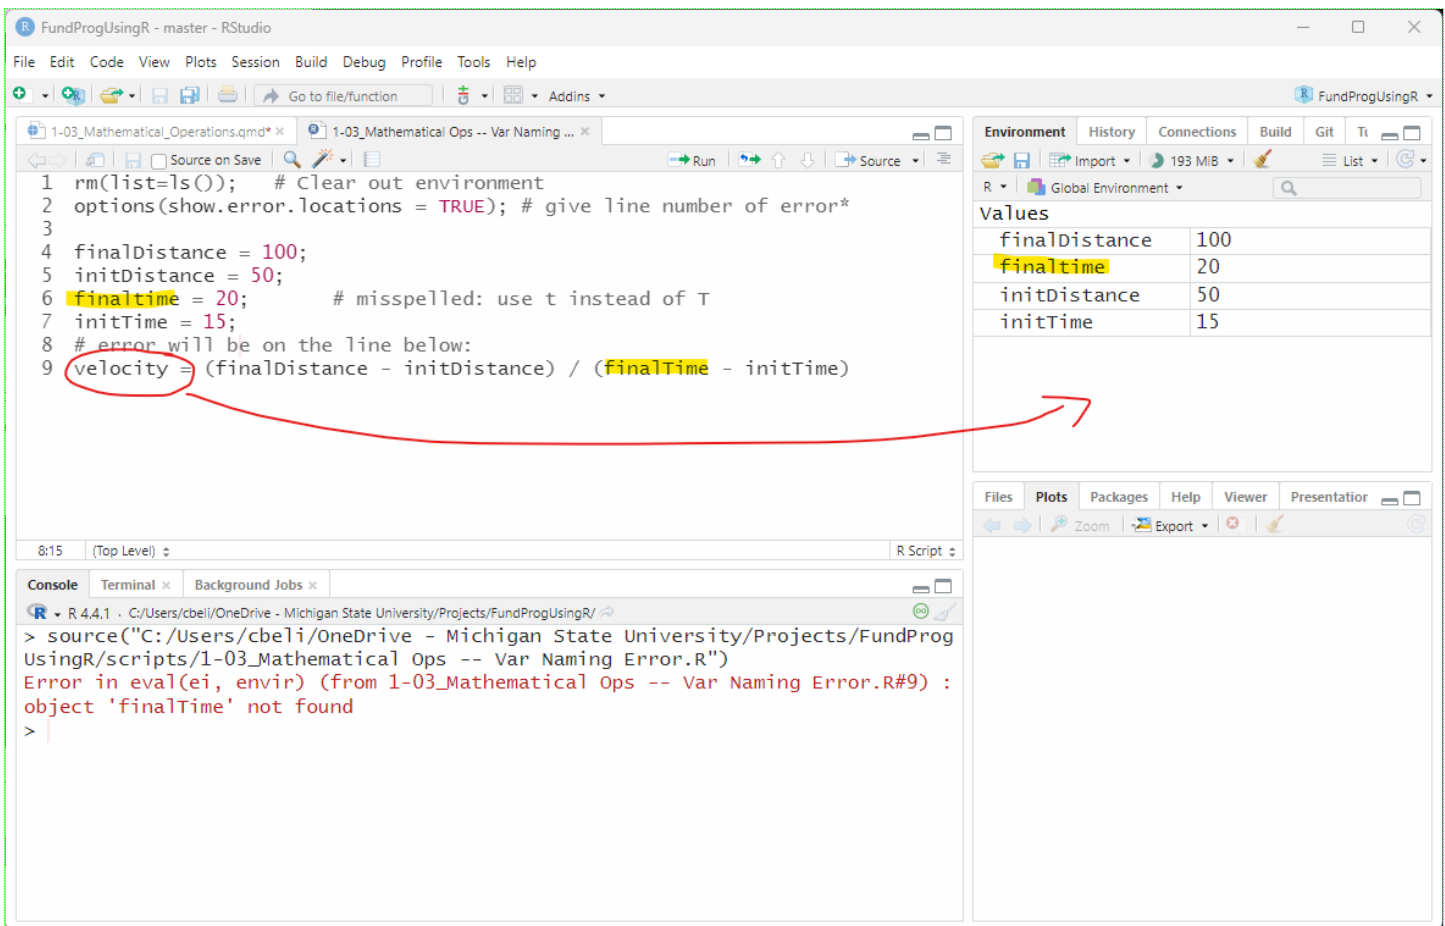 FundProgUsingR - master - RStudio
File Edit Code View Plots Session Build Debug Profile Tools Help
Go to file/function Addins FundProgUsingR
1-03_Mathematical_Operations.qmd* 1-03_Mathematical Ops -- Var Naming ...
Source on Save Run Source
1 rm(list=ls()); # Clear out environment
2 options(show.error.locations = TRUE); # give line number of error*
3
4 finalDistance = 100;
5 initDistance = 50;
6 finaltime = 20; # misspelled: use t instead of T
7 initTime = 15;
8 # error will be on the line below:
9 velocity = (finalDistance - initDistance) / (finalTime - initTime)
8:15 (Top Level) R Script
Console Terminal Background Jobs
R 4.4.1 · C:/Users/cbeli/OneDrive - Michigan State University/Projects/FundProgUsingR/
> source("C:/Users/cbeli/OneDrive - Michigan State University/Projects/FundProg
UsingR/scripts/1-03_Mathematical Ops -- Var Naming Error.R")
Error in eval(ei, envir) (from 1-03_Mathematical Ops -- Var Naming Error.R#9) :
object 'finalTime' not found
>
Environment History Connections Build Git Tu
Import 193 MiB List
R Global Environment
Values
finalDistance 100
finaltime 20
initDistance 50
initTime 15
Files Plots Packages Help Viewer Presentation
Zoom Export